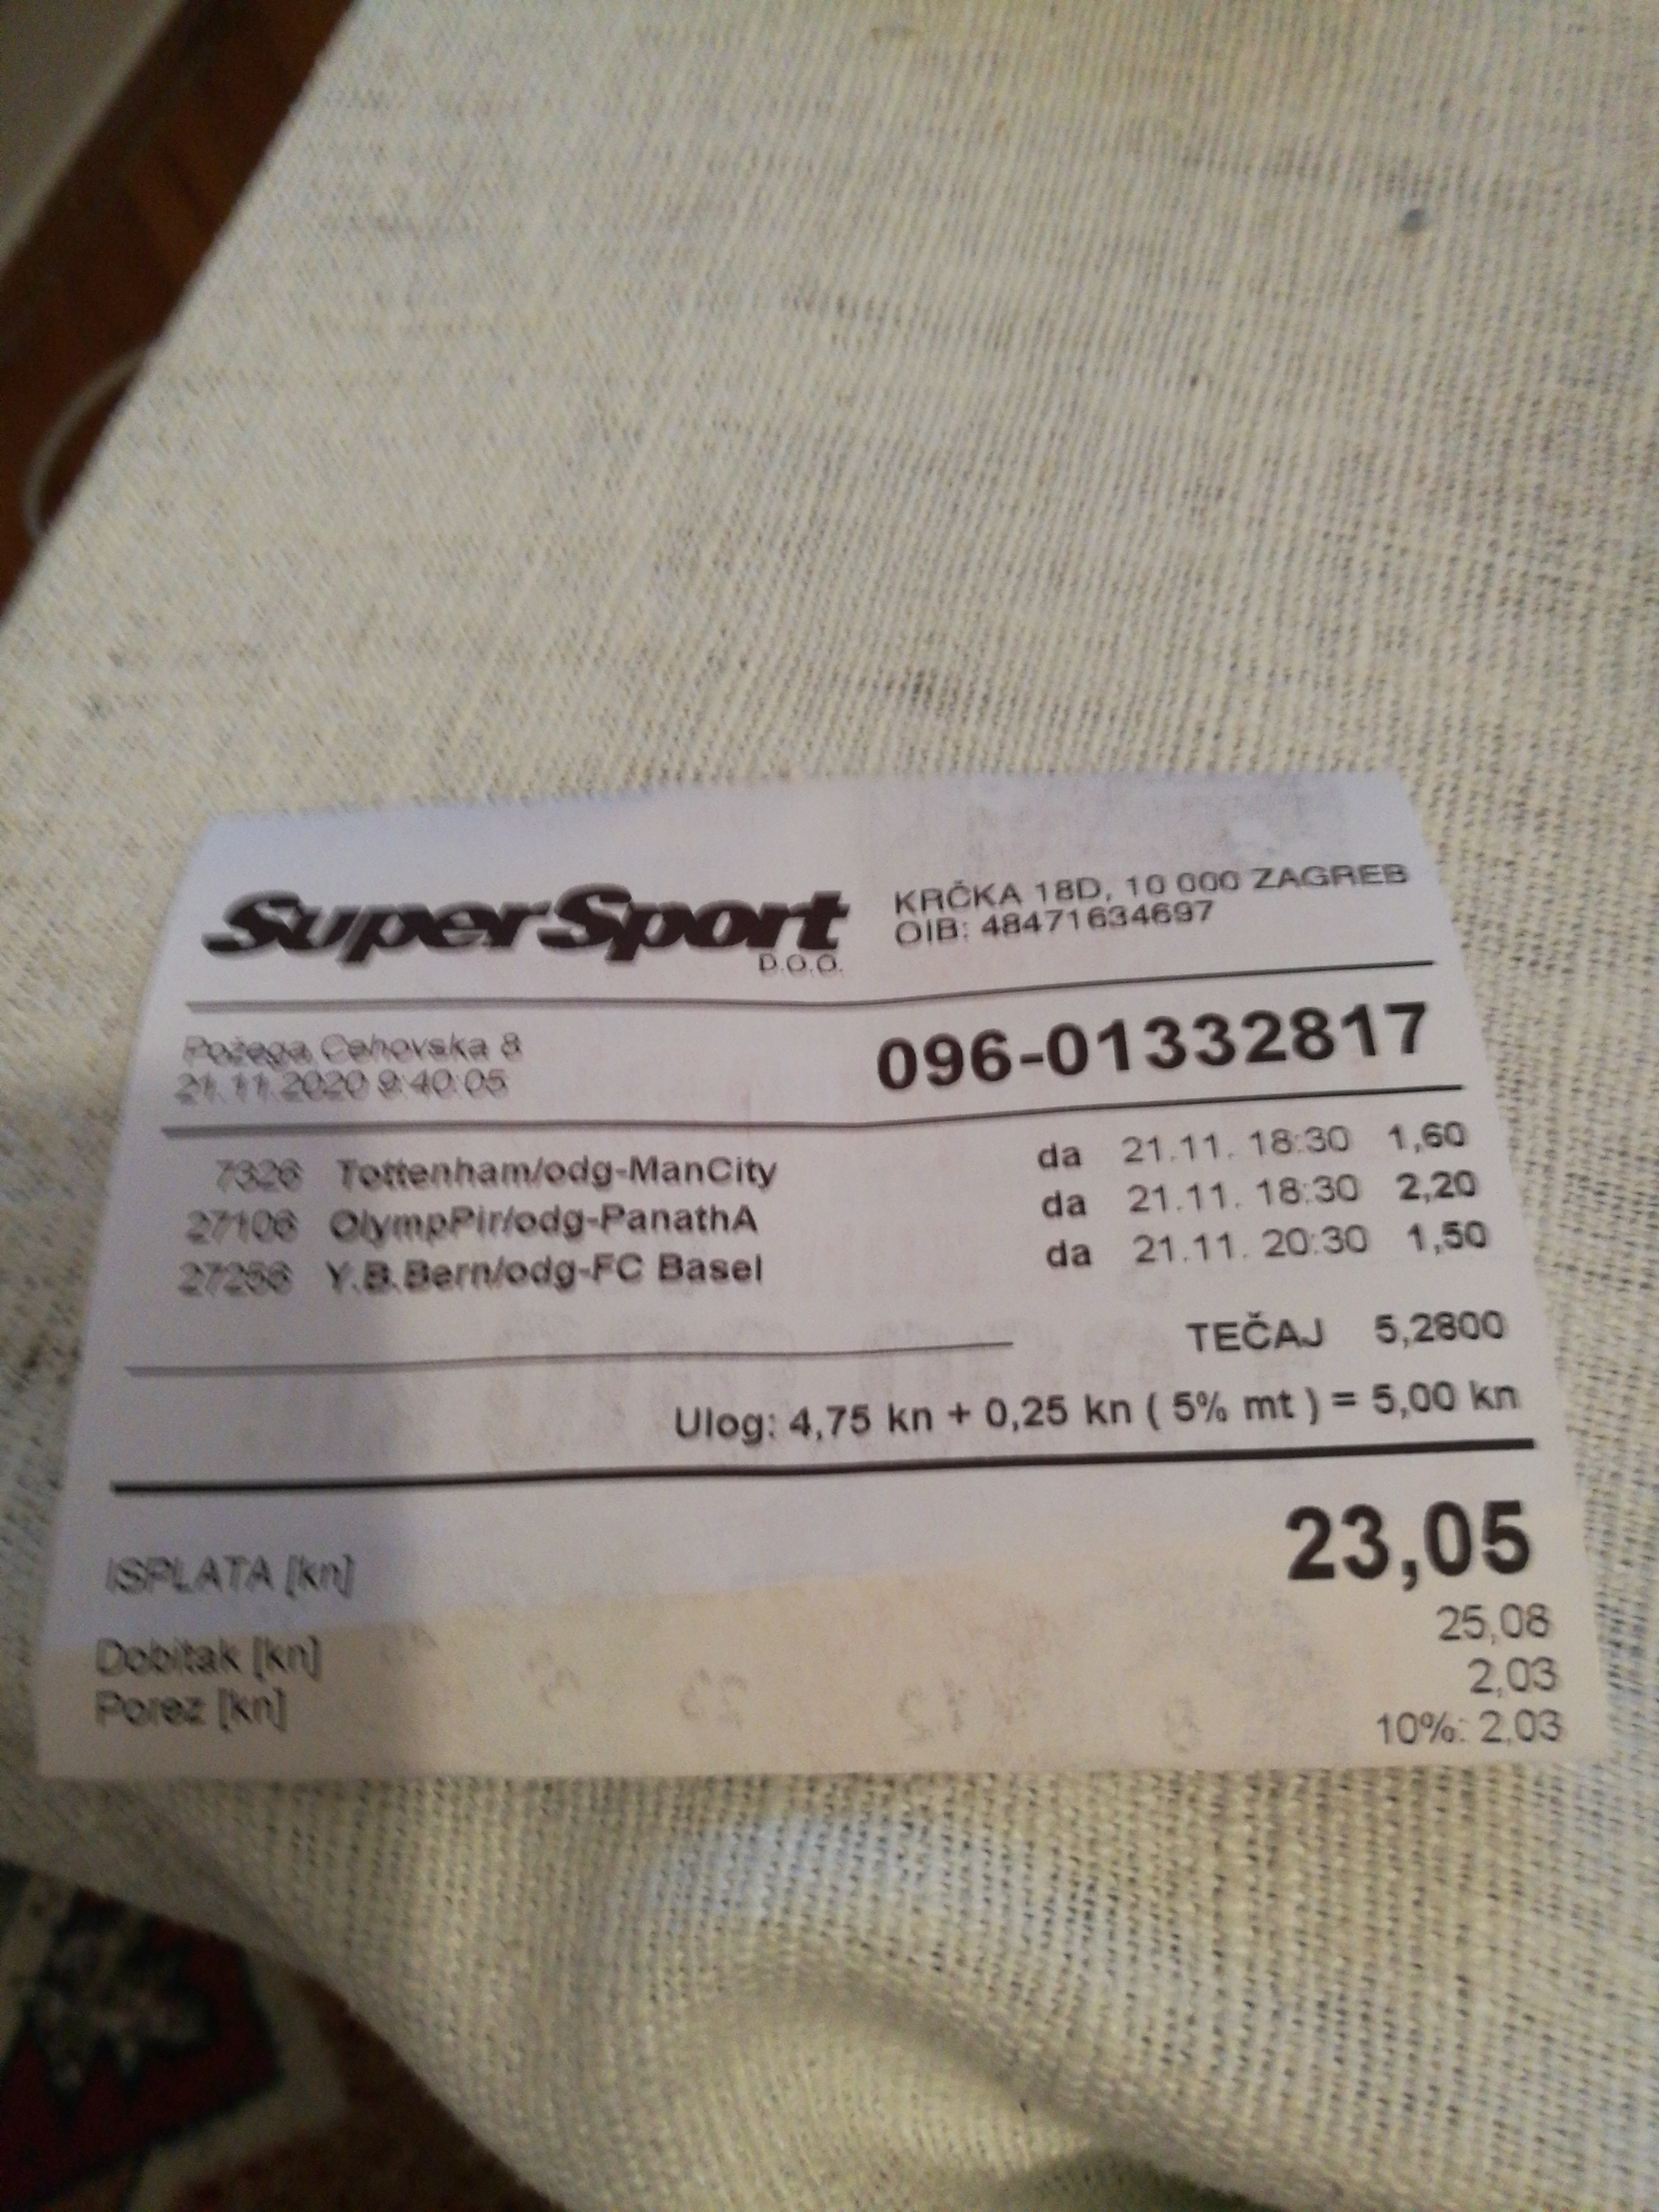 SuperSport
D.O.O.
KRČKA 18D, 10 000 ZAGREB
OIB: 48471634697
Požega Cehovska 8
21.11.2020 9:40:05
096-01332817
7326 Tottenham/odg-ManCity da 21.11. 18:30 1,60
27106 OlympPir/odg-PanathA da 21.11. 18:30 2,20
27256 Y.B.Bern/odg-FC Basel da 21.11. 20:30 1,50
TEČAJ 5,2800
Ulog: 4,75 kn + 0,25 kn ( 5% mt ) = 5,00 kn
ISPLATA [kn] 23,05
Dobitak [kn] 25,08
Porez [kn] 2,03
10%: 2,03